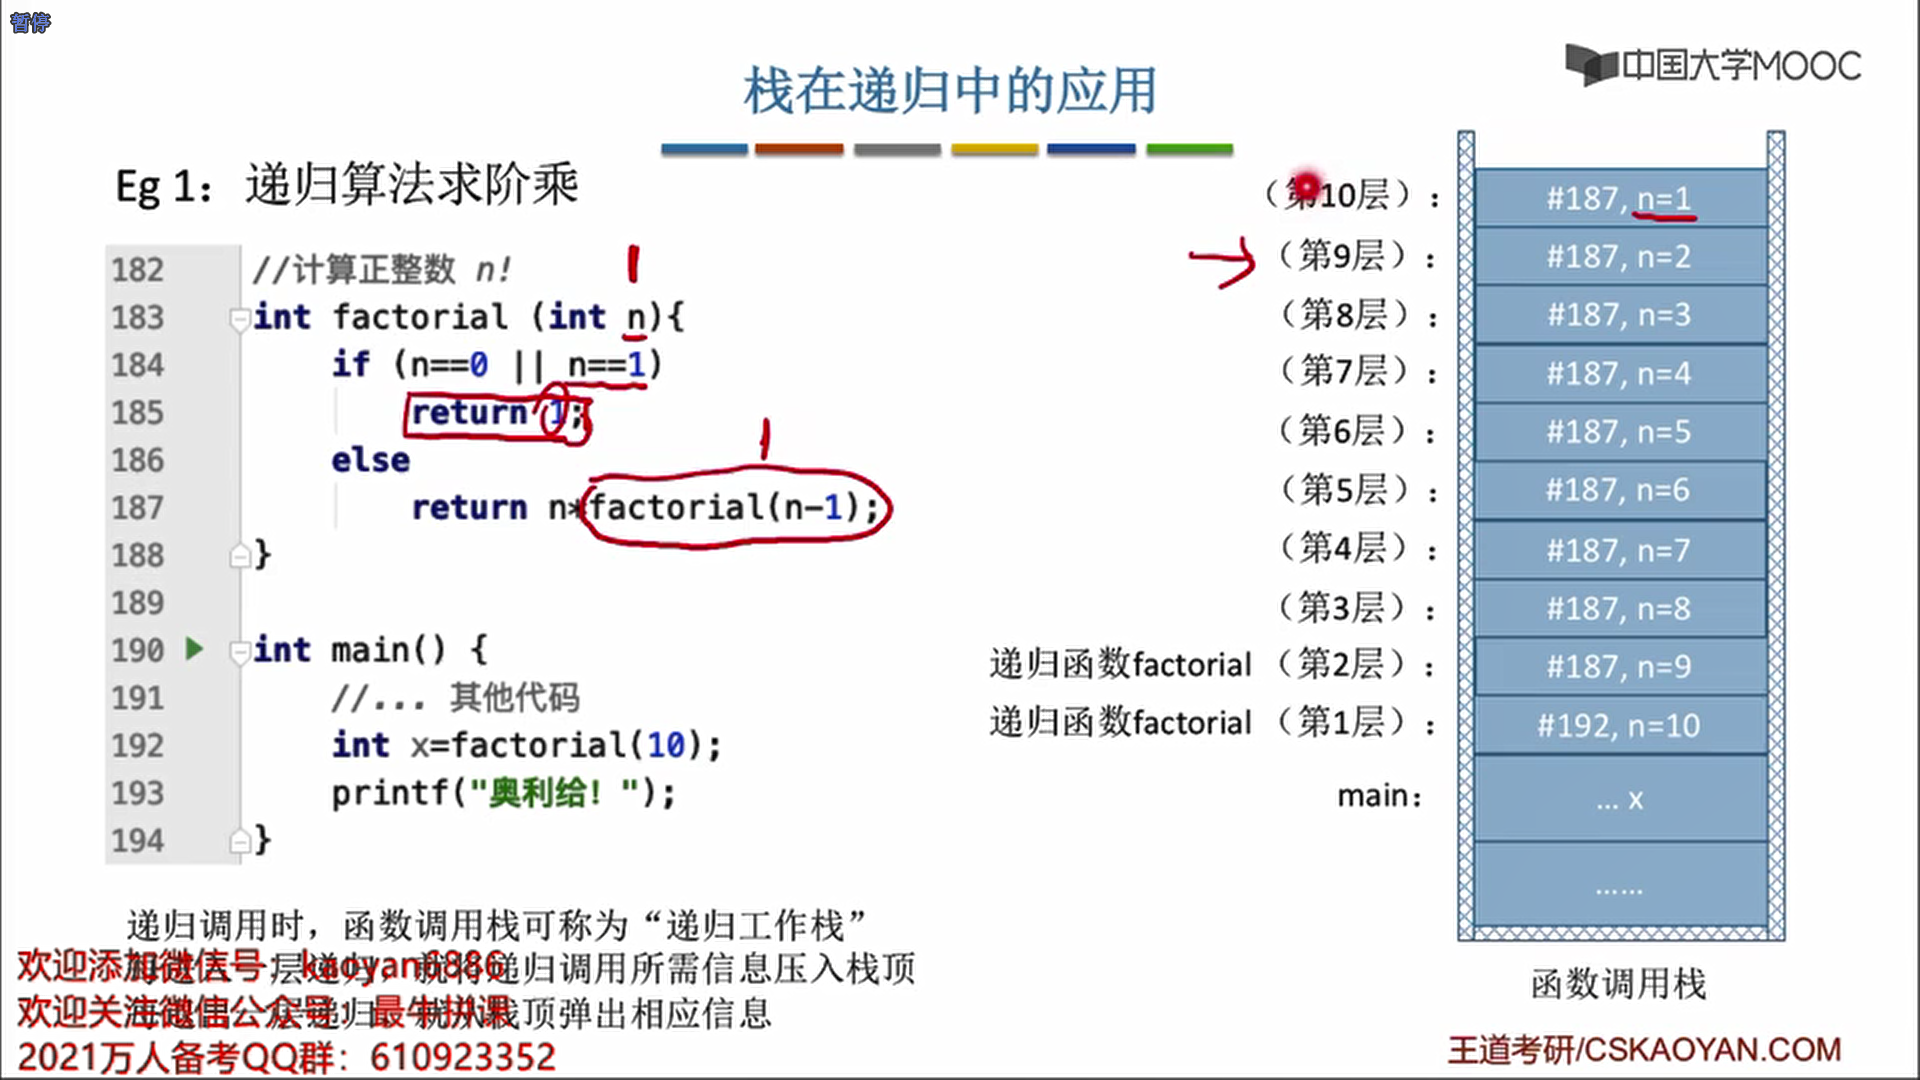 暂停
中国大学MOOC
栈在递归中的应用
Eg 1：递归算法求阶乘
182 //计算正整数 n!
183 int factorial (int n){
184 if (n==0 || n==1)
185 return 1;
186 else
187 return n*factorial(n-1);
188 }
189
190 int main() {
191 //... 其他代码
192 int x=factorial(10);
193 printf("奥利给！");
194 }
1
1
（第10层）： #187, n=1
（第9层）： #187, n=2
（第8层）： #187, n=3
（第7层）： #187, n=4
（第6层）： #187, n=5
（第5层）： #187, n=6
（第4层）： #187, n=7
（第3层）： #187, n=8
递归函数factorial （第2层）： #187, n=9
递归函数factorial （第1层）： #192, n=10
main： ... x
……
函数调用栈
递归调用时，函数调用栈可称为“递归工作栈”
层递归，就将递归调用所需信息压入栈顶
层递归，就从栈顶弹出相应信息
欢迎添加微信号：kaoyan6886
欢迎关注微信公众号：最牛拼课
2021万人备考QQ群：610923352
王道考研/CSKAOYAN.COM